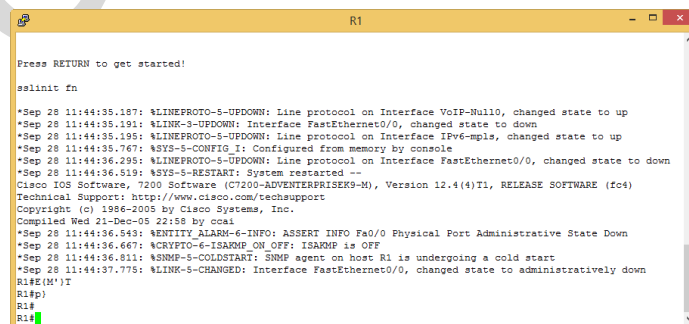 R1
Press RETURN to get started!
sslinit fn
*Sep 28 11:44:35.187: %LINEPROTO-5-UPDOWN: Line protocol on Interface VoIP-Null0, changed state to up
*Sep 28 11:44:35.191: %LINK-3-UPDOWN: Interface FastEthernet0/0, changed state to down
*Sep 28 11:44:35.195: %LINEPROTO-5-UPDOWN: Line protocol on Interface IPv6-mpls, changed state to up
*Sep 28 11:44:35.767: %SYS-5-CONFIG_I: Configured from memory by console
*Sep 28 11:44:36.295: %LINEPROTO-5-UPDOWN: Line protocol on Interface FastEthernet0/0, changed state to down
*Sep 28 11:44:36.519: %SYS-5-RESTART: System restarted --
Cisco IOS Software, 7200 Software (C7200-ADVENTERPRISEK9-M), Version 12.4(4)T1, RELEASE SOFTWARE (fc4)
Technical Support: http://www.cisco.com/techsupport
Copyright (c) 1986-2005 by Cisco Systems, Inc.
Compiled Wed 21-Dec-05 22:58 by ccai
*Sep 28 11:44:36.543: %ENTITY_ALARM-6-INFO: ASSERT INFO Fa0/0 Physical Port Administrative State Down
*Sep 28 11:44:36.667: %CRYPTO-6-ISAKMP_ON_OFF: ISAKMP is OFF
*Sep 28 11:44:36.811: %SNMP-5-COLDSTART: SNMP agent on host R1 is undergoing a cold start
*Sep 28 11:44:37.775: %LINK-5-CHANGED: Interface FastEthernet0/0, changed state to administratively down
R1#E{M'}T
R1#p}
R1#
R1#